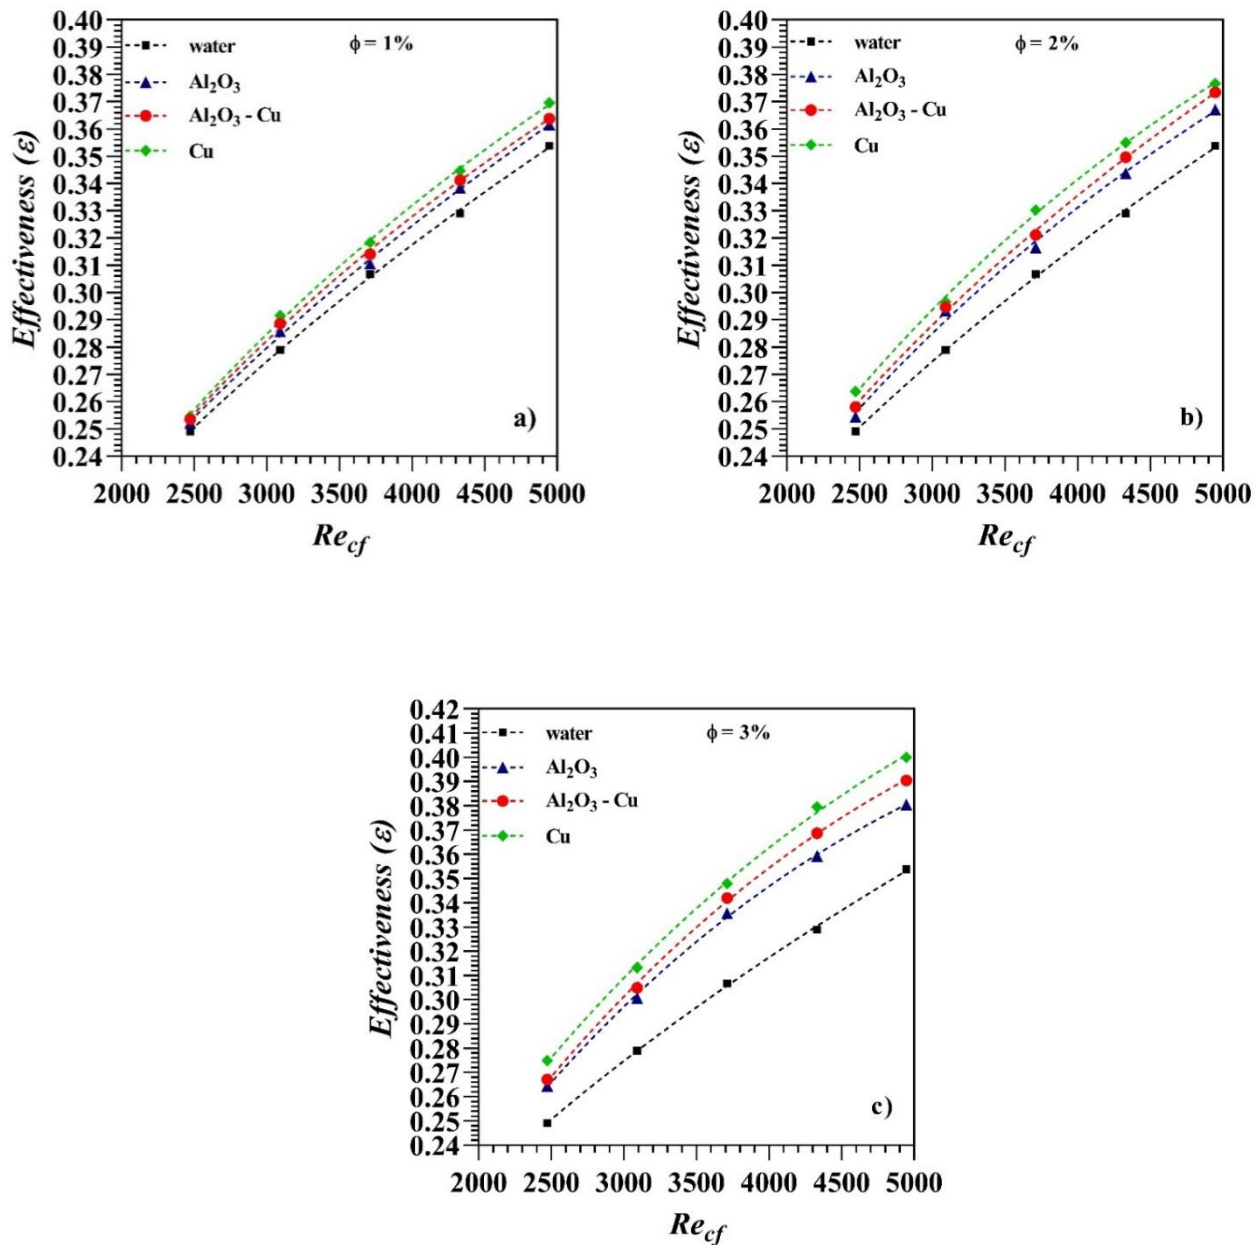 0.40
0.39
0.38
0.37
0.36
0.35
0.34
0.33
0.32
0.31
0.30
0.29
0.28
0.27
0.26
0.25
0.24
Effectiveness (ε)
water
Al₂O₃
Al₂O₃ - Cu
Cu
ϕ = 1%
a)
2000 2500 3000 3500 4000 4500 5000
Re_cf
0.40
0.39
0.38
0.37
0.36
0.35
0.34
0.33
0.32
0.31
0.30
0.29
0.28
0.27
0.26
0.25
0.24
Effectiveness (ε)
water
Al₂O₃
Al₂O₃ - Cu
Cu
ϕ = 2%
b)
2000 2500 3000 3500 4000 4500 5000
Re_cf
0.42
0.41
0.40
0.39
0.38
0.37
0.36
0.35
0.34
0.33
0.32
0.31
0.30
0.29
0.28
0.27
0.26
0.25
0.24
Effectiveness (ε)
water
Al₂O₃
Al₂O₃ - Cu
Cu
ϕ = 3%
c)
2000 2500 3000 3500 4000 4500 5000
Re_cf